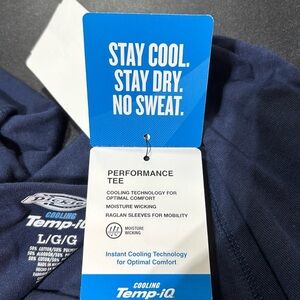 STAY COOL.
STAY DRY.
NO SWEAT.
PERFORMANCE
TEE
COOLING TECHNOLOGY FOR
OPTIMAL COMFORT
MOISTURE WICKING
RAGLAN SLEEVES FOR MOBILITY
MOISTURE
WICKING
Instant Cooling Technology
for Optimal Comfort
COOLING
Temp-iQ
Dickies
COOLING
Temp-iQ
L/G/G